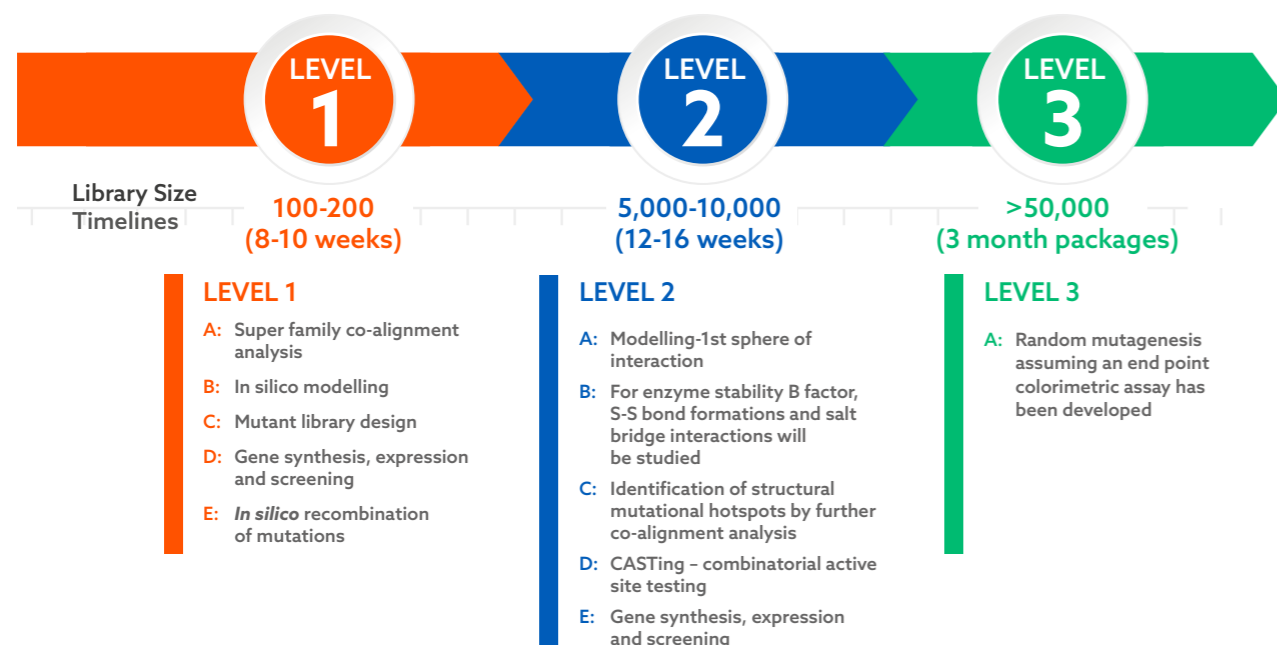 LEVEL
1
LEVEL
2
LEVEL
3
Library Size
Timelines
100-200
(8-10 weeks)
5,000-10,000
(12-16 weeks)
>50,000
(3 month packages)
LEVEL 1
A: Super family co-alignment
analysis
B: In silico modelling
C: Mutant library design
D: Gene synthesis, expression
and screening
E: In silico recombination
of mutations
LEVEL 2
A: Modelling-1st sphere of
interaction
B: For enzyme stability B factor,
S-S bond formations and salt
bridge interactions will
be studied
C: Identification of structural
mutational hotspots by further
co-alignment analysis
D: CASTing – combinatorial active
site testing
E: Gene synthesis, expression
and screening
LEVEL 3
A: Random mutagenesis
assuming an end point
colorimetric assay has
been developed